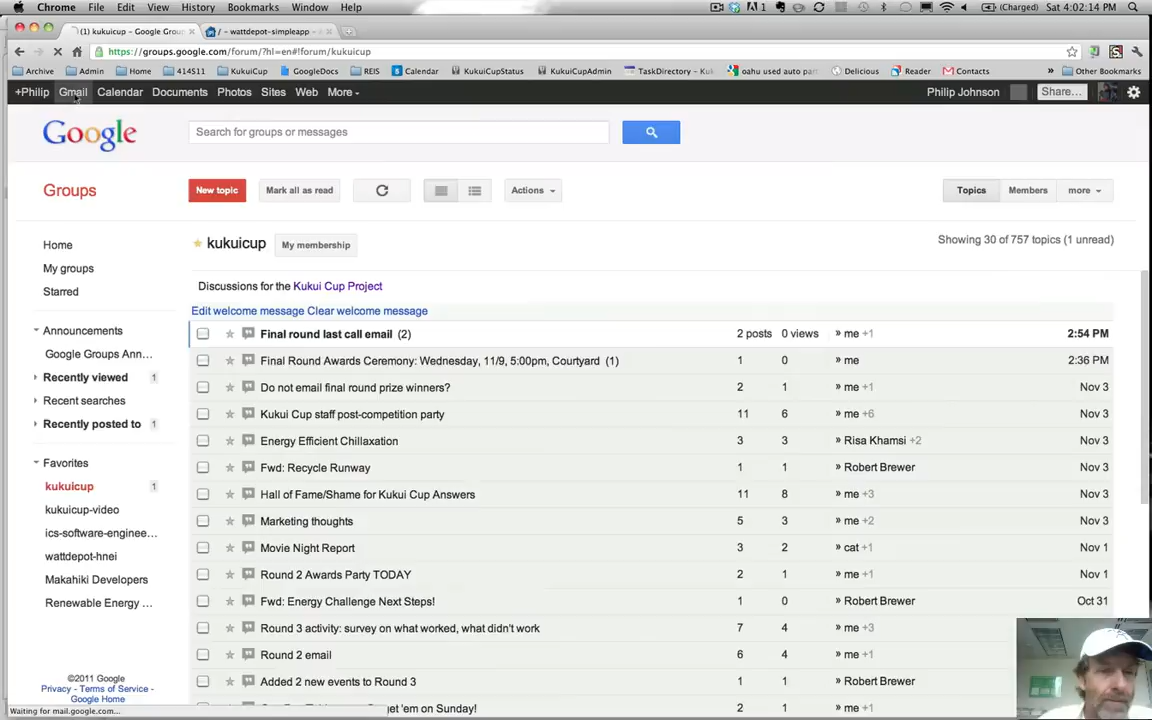 Chrome File Edit View History Bookmarks Window Help (Charged) Sat 4:02:14 PM
(1) kukuicup – Google Grou / - wattdepot-simpleapp -
https://groups.google.com/forum/?hl=en#!forum/kukuicup
Archive Admin Home 414S11 KukuiCup GoogleDocs REIS Calendar KukuiCupStatus KukuiCupAdmin TaskDirectory - Kuk oahu used auto part Delicious Reader Contacts » Other Bookmarks
+Philip Gmail Calendar Documents Photos Sites Web More Philip Johnson Share...
Google Search for groups or messages
Groups New topic Mark all as read Actions Topics Members more
Home kukuicup My membership Showing 30 of 757 topics (1 unread)
My groups
Starred Discussions for the Kukui Cup Project
Edit welcome message Clear welcome message
Announcements Final round last call email (2) 2 posts 0 views » me +1 2:54 PM
Google Groups Ann... Final Round Awards Ceremony: Wednesday, 11/9, 5:00pm, Courtyard (1) 1 0 » me 2:36 PM
Recently viewed 1 Do not email final round prize winners? 2 1 » me +1 Nov 3
Recent searches
Recently posted to 1 Kukui Cup staff post-competition party 11 6 » me +6 Nov 3
Energy Efficient Chillaxation 3 3 » Risa Khamsi +2 Nov 3
Favorites Fwd: Recycle Runway 1 1 » Robert Brewer Nov 3
kukuicup 1 Hall of Fame/Shame for Kukui Cup Answers 11 8 » me +3 Nov 3
kukuicup-video Marketing thoughts 5 3 » me +2 Nov 3
ics-software-enginee...
wattdepot-hnei Movie Night Report 3 2 » cat +1 Nov 1
Makahiki Developers Round 2 Awards Party TODAY 2 1 » me +1 Nov 1
Renewable Energy ... Fwd: Energy Challenge Next Steps! 1 0 » Robert Brewer Oct 31
Round 3 activity: survey on what worked, what didn't work 7 4 » me +3
Round 2 email 6 4 » me +1
©2011 Google Added 2 new events to Round 3 1 1 » Robert Brewer
Privacy - Terms of Service -
Google Home
Waiting for mail.google.com... get 'em on Sunday! 2 1 » me +1